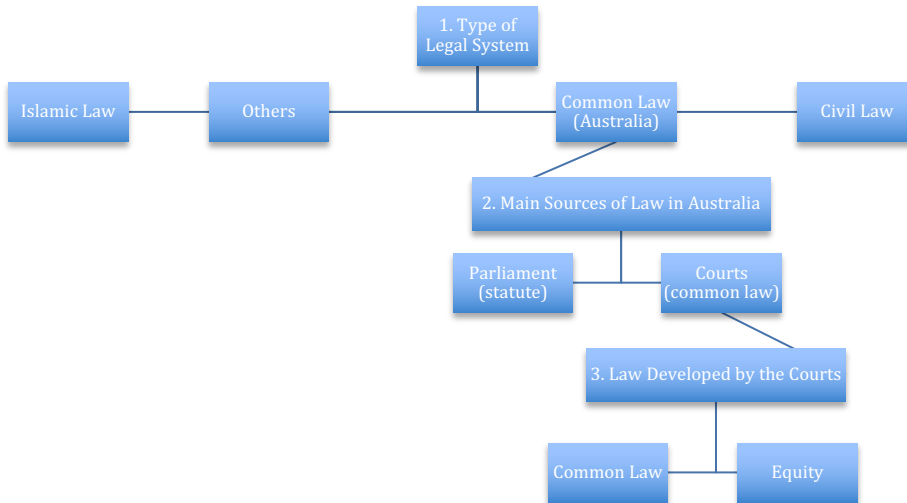 1. Type of
Legal System
Islamic Law
Others
Common Law
(Australia)
Civil Law
2. Main Sources of Law in Australia
Parliament
(statute)
Courts
(common law)
3. Law Developed by the Courts
Common Law
Equity